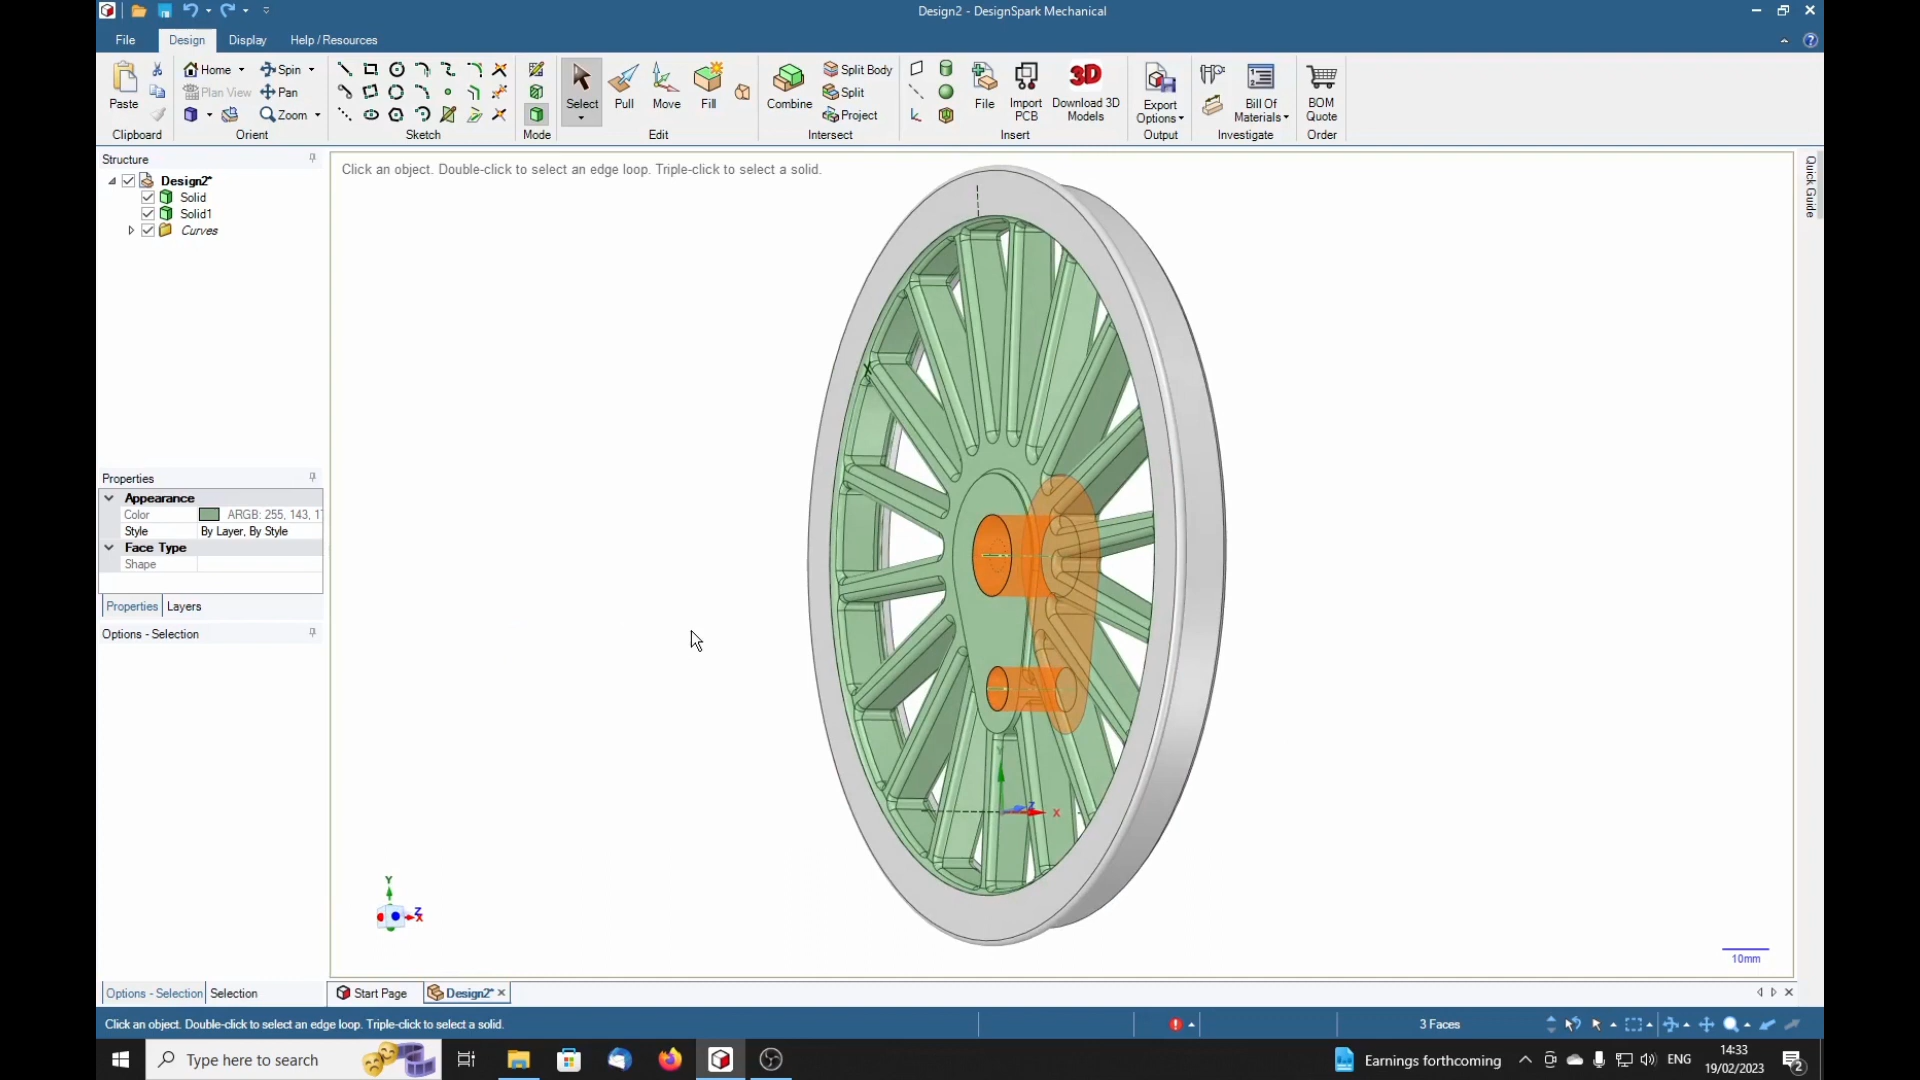 Design2 - DesignSpark Mechanical
File Design Display Help / Resources
Paste
Clipboard
Home Spin
Plan View Pan
Zoom
Orient
Sketch
Mode
Select Pull Move Fill
Edit
Combine
Split Body
Split
Project
Intersect
File Import PCB
3D
Download 3D Models
Insert
Export Options
Output
Bill Of Materials
Investigate
BOM QUOTE
Order
Structure
Design2*
Solid
Solid1
Curves
Click an object. Double-click to select an edge loop. Triple-click to select a solid.
Quick Guide
Properties
Appearance
Color ARGB: 255, 143, 1
Style By Layer, By Style
Face Type
Shape
Properties Layers
Options - Selection
X
Y
Z
X
Y
Z
X
10mm
Options - Selection Selection
Start Page Design2*
Click an object. Double-click to select an edge loop. Triple-click to select a solid.
3 Faces
Type here to search
Earnings forthcoming
ENG
14:33
19/02/2023
2